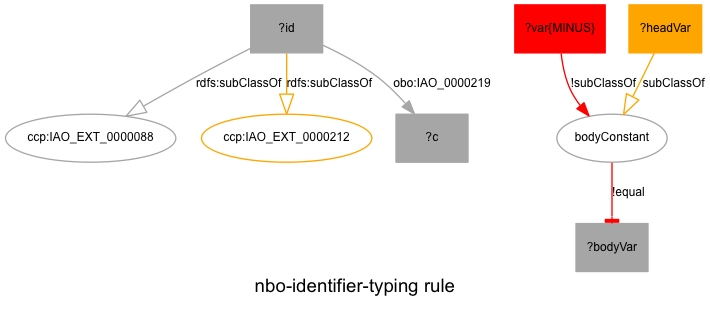 ?id
?var{MINUS}
?headVar
rdfs:subClassOf
rdfs:subClassOf
obo:IAO_0000219
!subClassOf
subClassOf
ccp:IAO_EXT_0000088
ccp:IAO_EXT_0000212
?c
bodyConstant
!equal
?bodyVar
nbo-identifier-typing rule